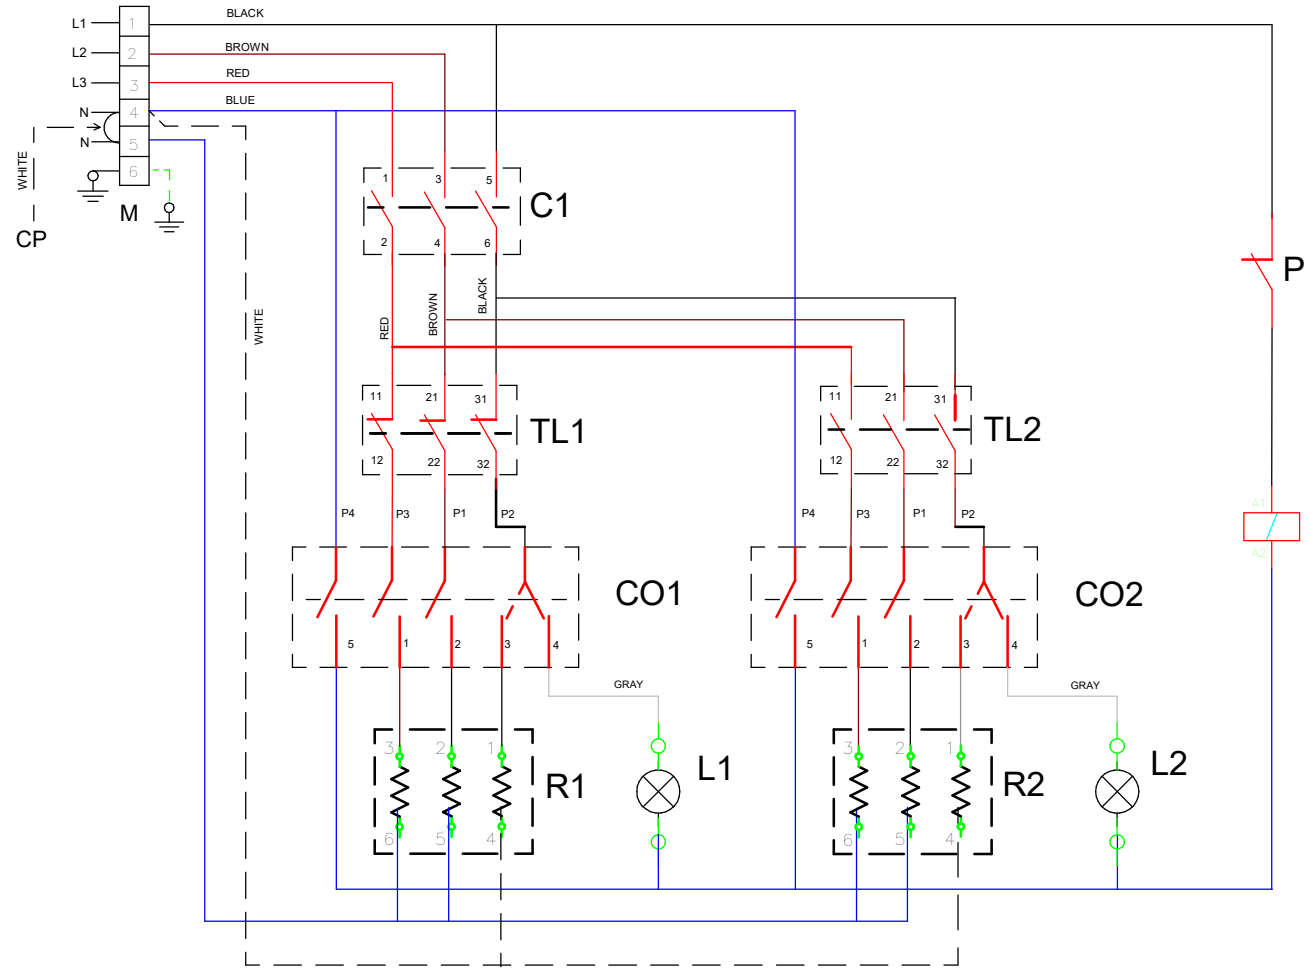 L1 1 BLACK
L2 2 BROWN
L3 3 RED
N 4 BLUE
N 5
6
WHITE
CP
M
1 3 5
C1
2 4 6
P
WHITE
RED
BROWN
BLACK
11 21 31
TL1
12 22 32
11 21 31
TL2
12 22 32
P4 P3 P1 P2
P4 P3 P1 P2
A1
A2
CO1
CO2
5 1 2 3 4
5 1 2 3 4
GRAY
GRAY
3 2 1
R1
6 5 4
L1
3 2 1
R2
6 5 4
L2